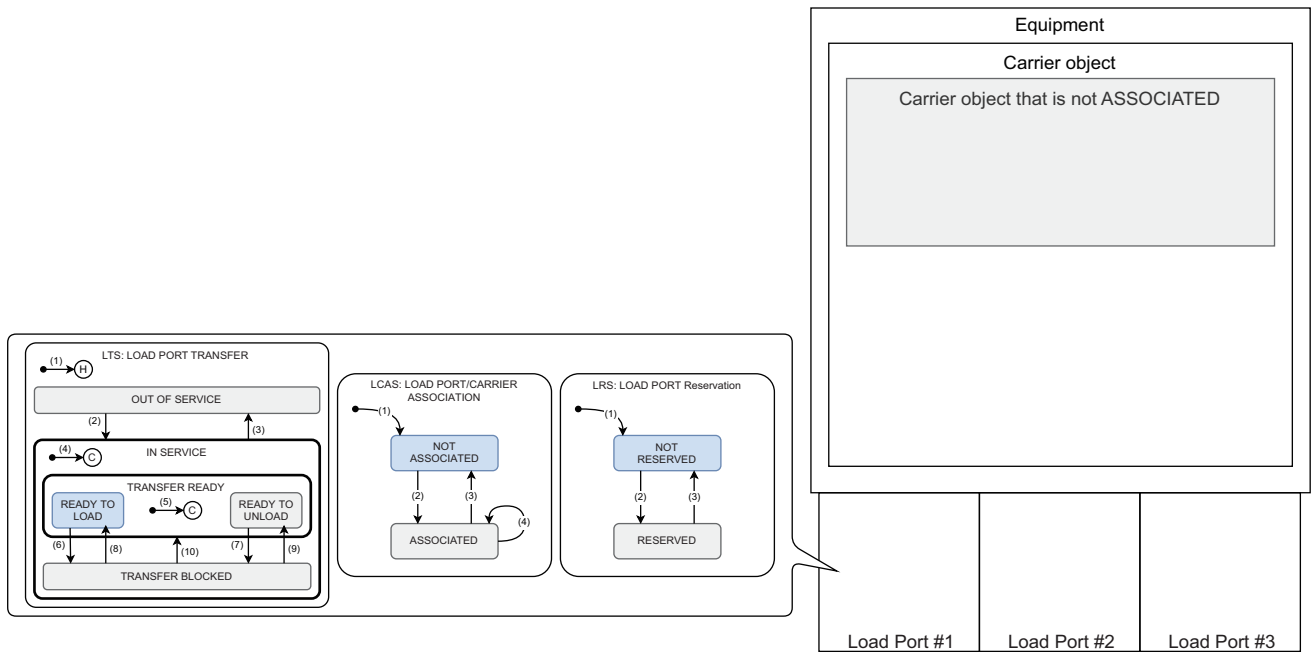 Equipment
Carrier object
Carrier object that is not ASSOCIATED
LTS: LOAD PORT TRANSFER
(1)
H
OUT OF SERVICE
(2)
(3)
(4)
C
IN SERVICE
TRANSFER READY
READY TO
LOAD
(5)
C
READY TO
UNLOAD
(6)
(8)
(10)
(7)
(9)
TRANSFER BLOCKED
LCAS: LOAD PORT/CARRIER
ASSOCIATION
(1)
NOT
ASSOCIATED
(2)
(3)
(4)
ASSOCIATED
LRS: LOAD PORT Reservation
(1)
NOT
RESERVED
(2)
(3)
RESERVED
Load Port #1
Load Port #2
Load Port #3